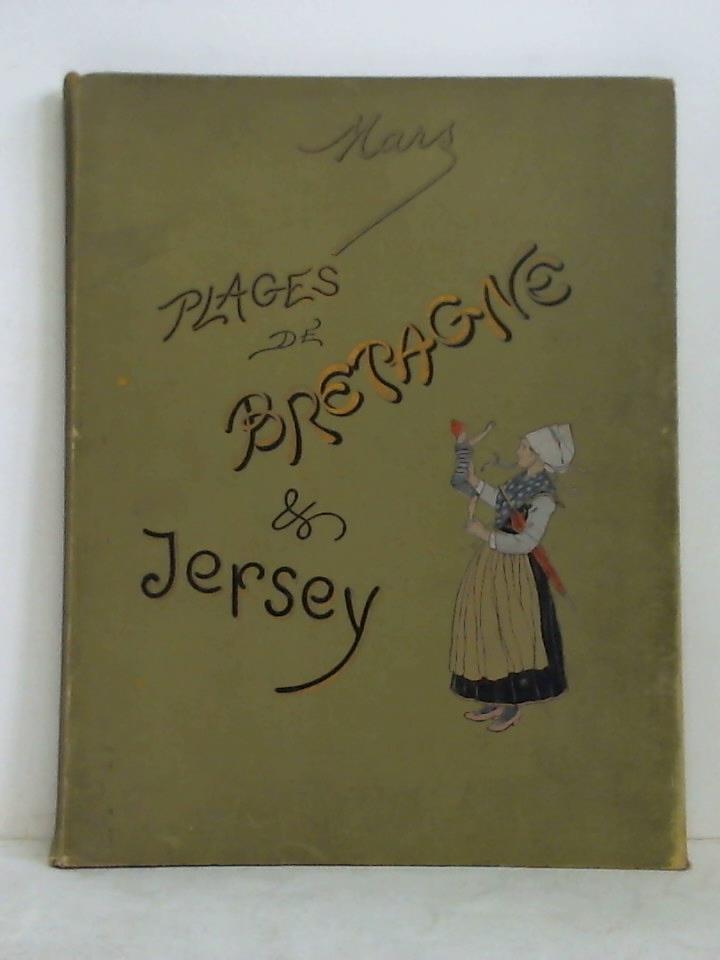 Mars
PLAGES
DE
BRETAGNE
&
Jersey